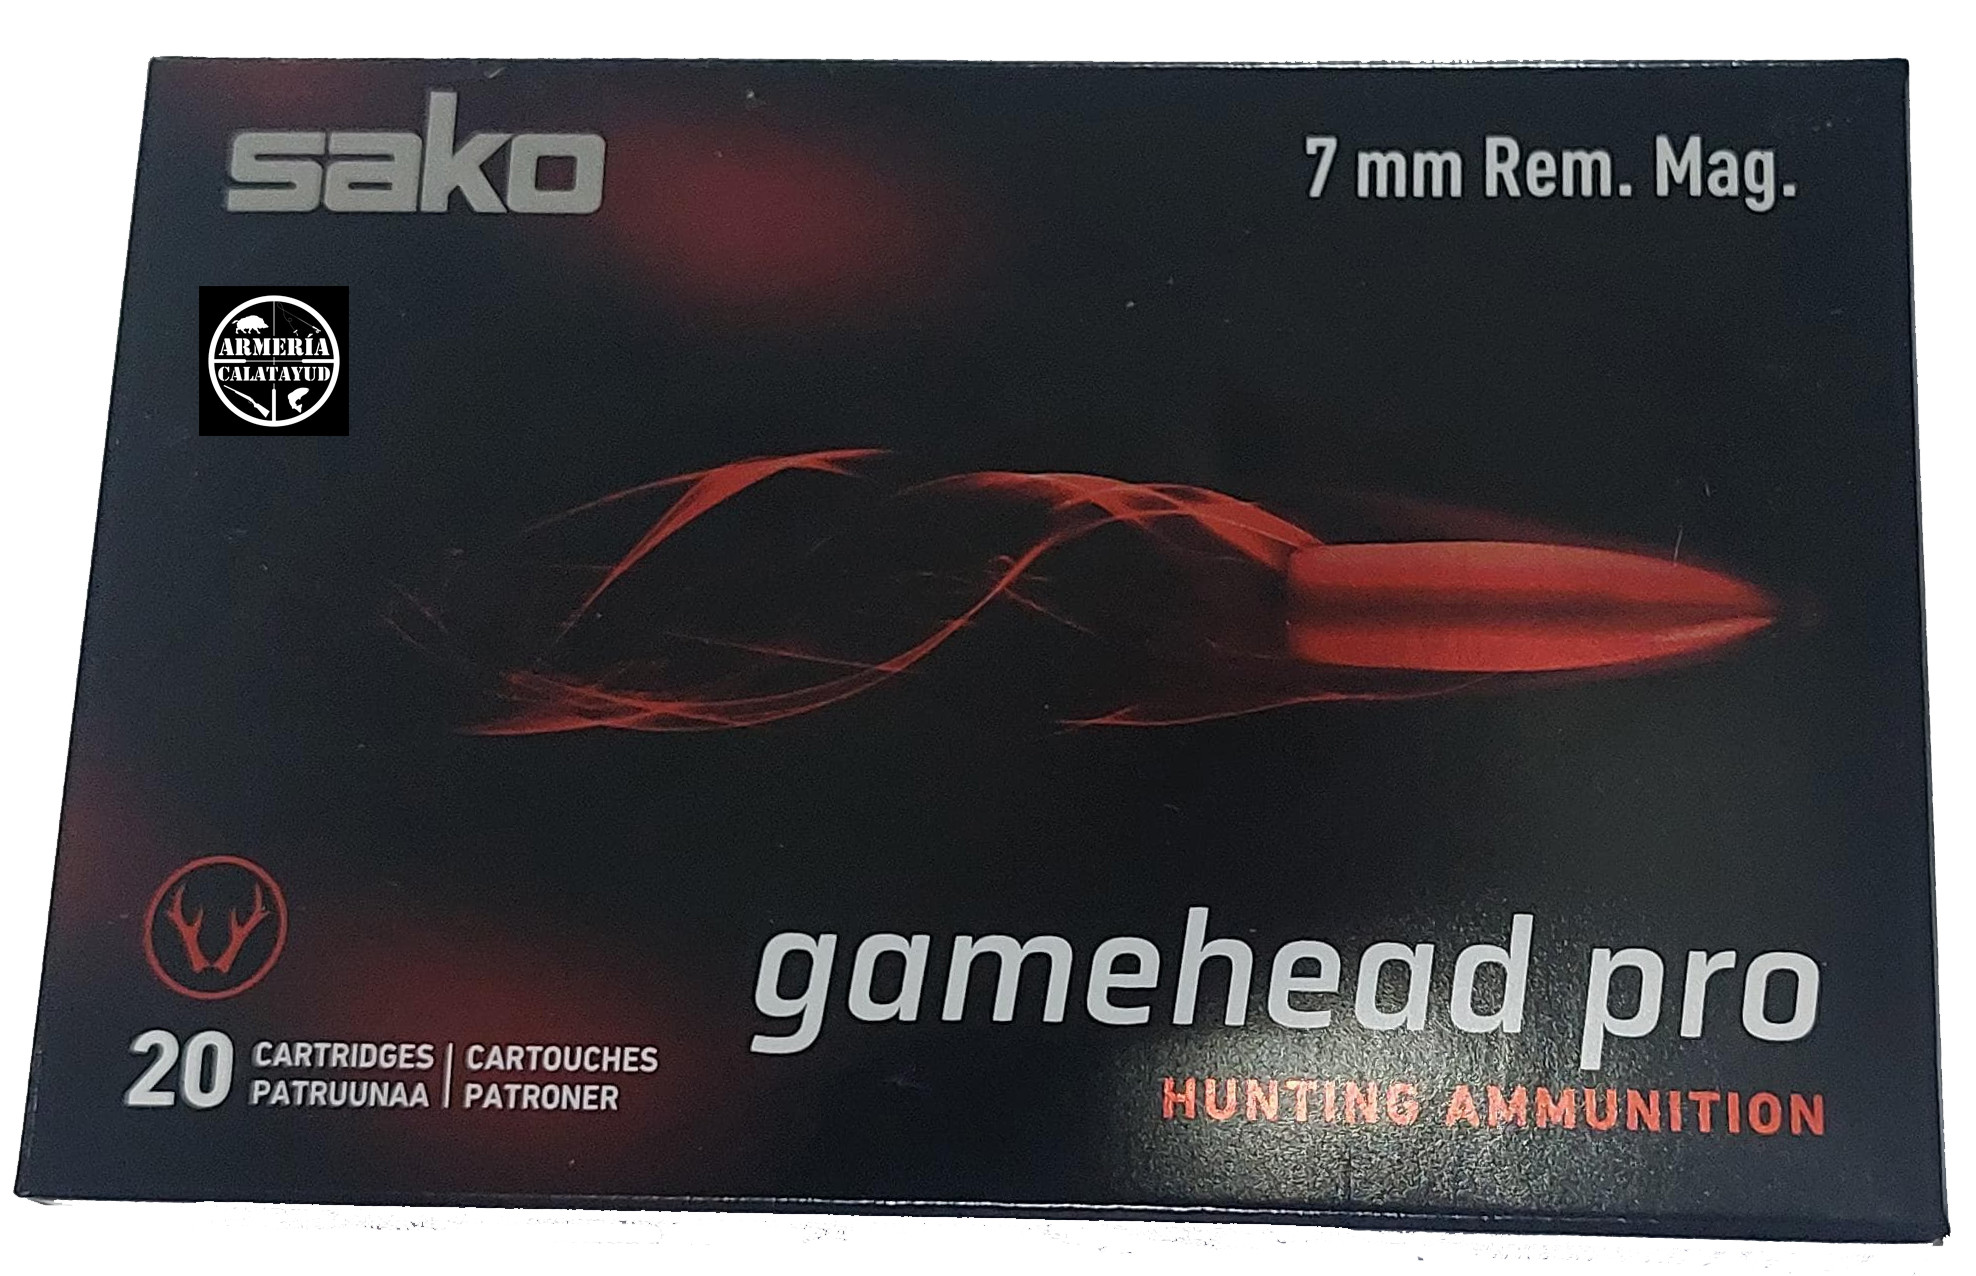 sako
7 mm Rem. Mag.
ARMERÍA
CALATAYUD
gamehead pro
HUNTING AMMUNITION
20
CARTRIDGES | CARTOUCHES
PATRUUNAA | PATRONER